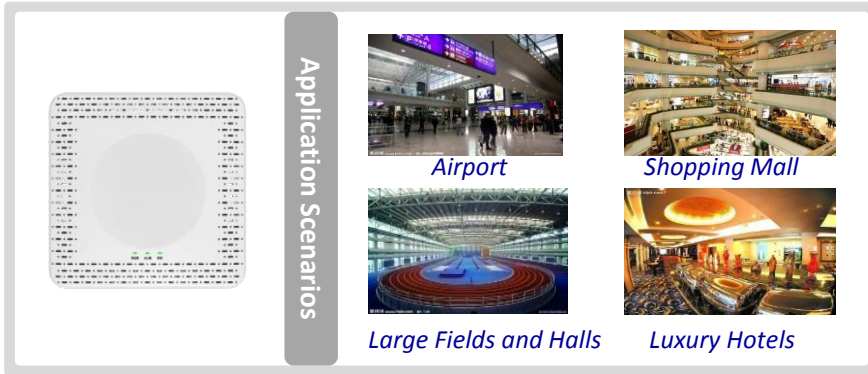 Application Scenarios
Airport
Shopping Mall
Large Fields and Halls
Luxury Hotels